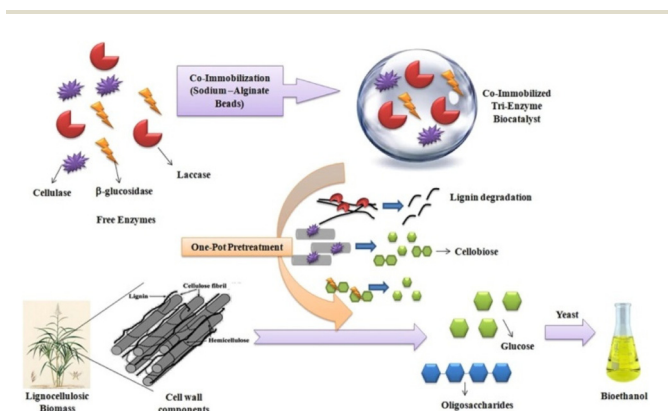 Co-Immobilization
(Sodium –Alginate
Beads)
Co-Immobilized
Tri-Enzyme
Biocatalyst
Laccase
Cellulase
β-glucosidase
Free Enzymes
Lignin degradation
One-Pot Pretreatment
Cellobiose
Cellulose fibril
Lignin
Hemicellulose
Yeast
Glucose
Lignocellulosic
Biomass
Cell wall
components
Oligosaccharides
Bioethanol